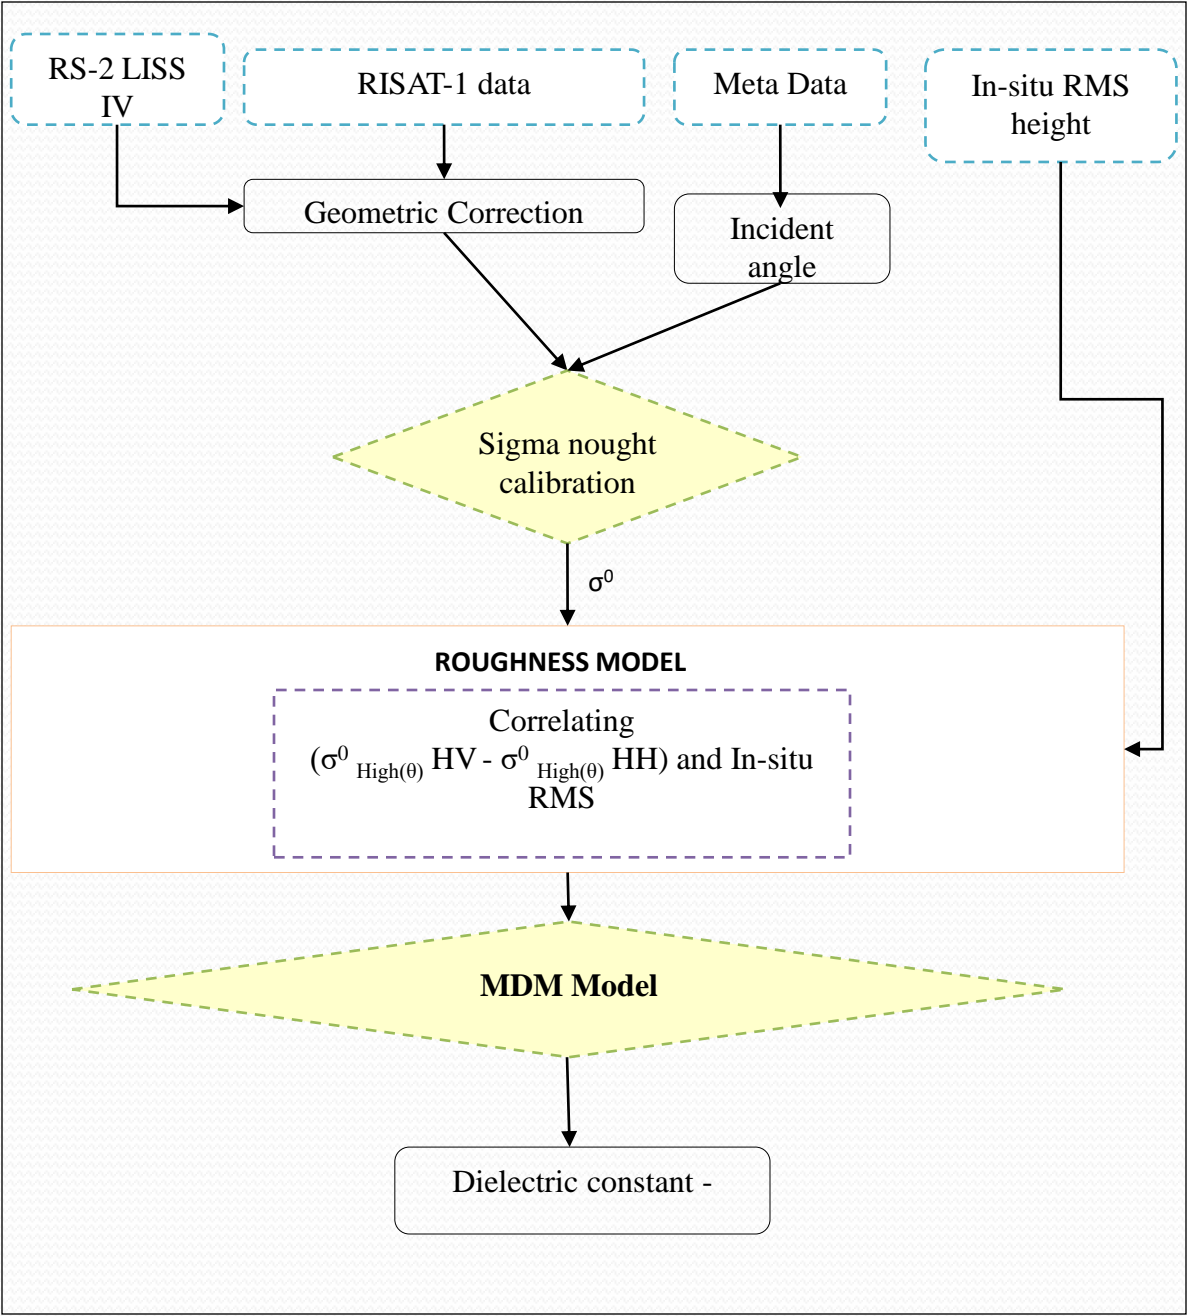 RS-2 LISS
IV
RISAT-1 data
Meta Data
In-situ RMS
height
Geometric Correction
Incident
angle
Sigma nought
calibration
σ⁰
ROUGHNESS MODEL
Correlating
(σ⁰ High(θ) HV - σ⁰ High(θ) HH) and In-situ
RMS
MDM Model
Dielectric constant -